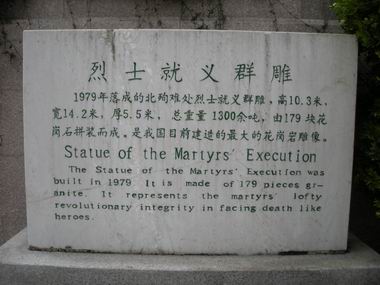 烈士就义群雕
1979年落成的北殉难处烈士就义群雕，高10.3米，
宽14.2米，厚5.5米，总重量1300余吨，由179块花
岗石拼装而成。是我国目前建造的最大的花岗岩雕像。
Statue of the Martyrs' Execution
The Statue of the Martyrs' Execution was
built in 1979. It is made of 179 pieces gr-
anite. It represents the martyrs' lofty
revolutionary integrity in facing death like
heroes.